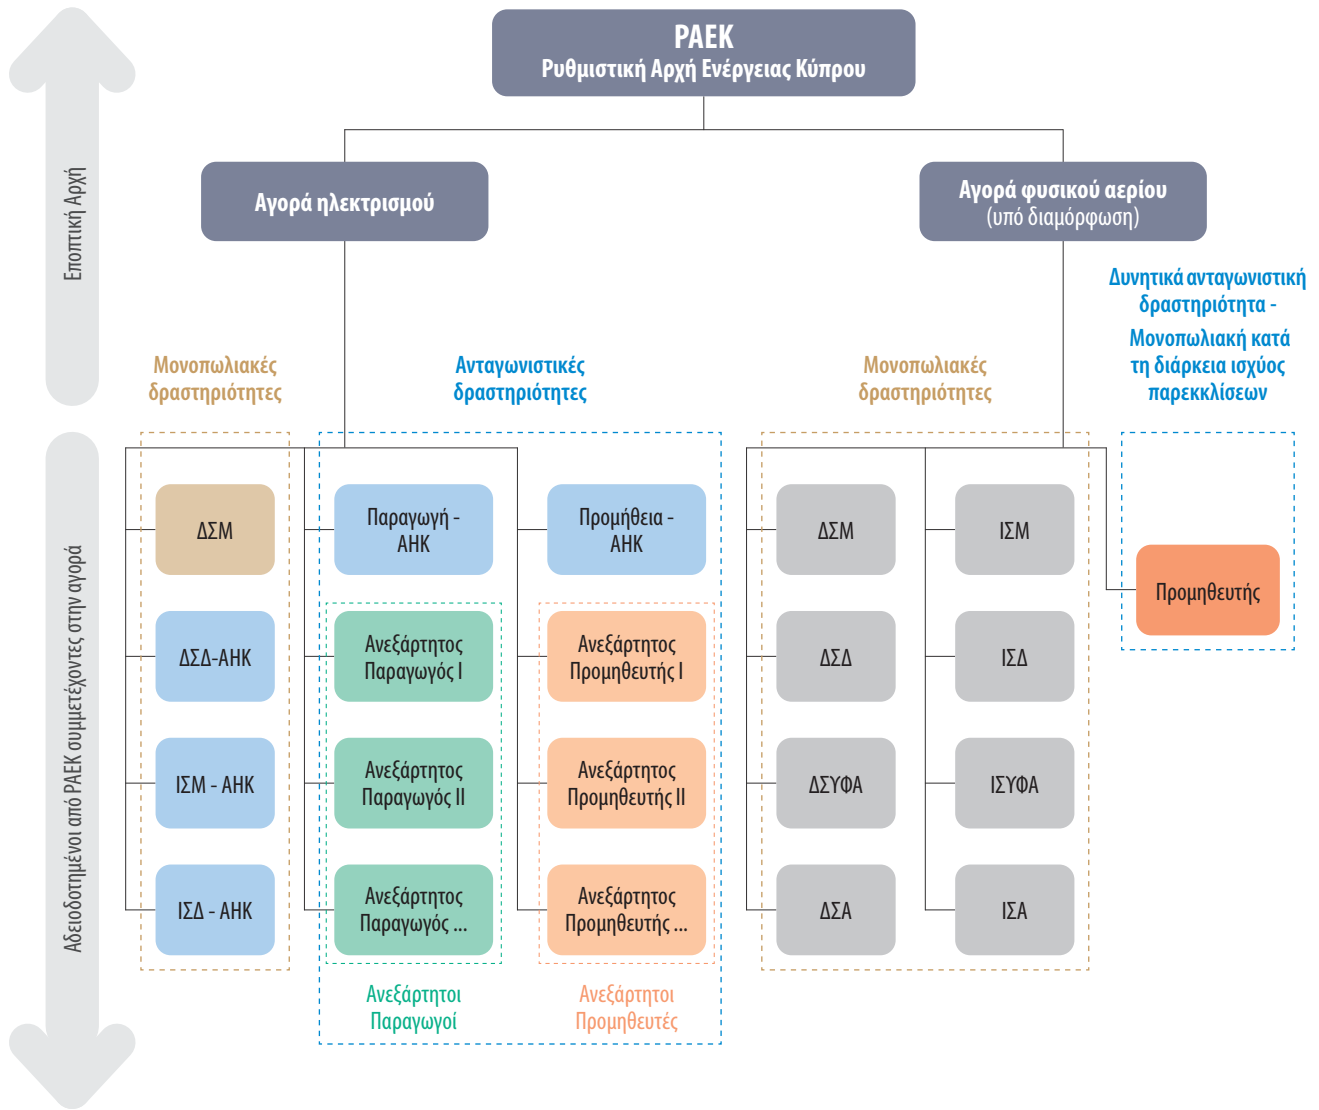 ΡΑΕΚ
Ρυθμιστική Αρχή Ενέργειας Κύπρου
Εποπτική Αρχή
Αγορά ηλεκτρισμού
Αγορά φυσικού αερίου
(υπό διαμόρφωση)
Μονοπωλιακές
δραστηριότητες
Ανταγωνιστικές
δραστηριότητες
Μονοπωλιακές
δραστηριότητες
Δυνητικά ανταγωνιστική
δραστηριότητα -
Μονοπωλιακή κατά
τη διάρκεια ισχύος
παρεκκλίσεων
Αδειοδοτημένοι από ΡΑΕΚ συμμετέχοντες στην αγορά
ΔΣΜ
ΔΣΔ-ΑΗΚ
ΙΣΜ - ΑΗΚ
ΙΣΔ - ΑΗΚ
Παραγωγή -
ΑΗΚ
Ανεξάρτητος
Παραγωγός Ι
Ανεξάρτητος
Παραγωγός ΙΙ
Ανεξάρτητος
Παραγωγός ...
Ανεξάρτητοι
Παραγωγοί
Προμήθεια -
ΑΗΚ
Ανεξάρτητος
Προμηθευτής Ι
Ανεξάρτητος
Προμηθευτής ΙΙ
Ανεξάρτητος
Προμηθευτής ...
Ανεξάρτητοι
Προμηθευτές
ΔΣΜ
ΔΣΔ
ΔΣΥΦΑ
ΔΣΑ
ΙΣΜ
ΙΣΔ
ΙΣΥΦΑ
ΙΣΑ
Προμηθευτής